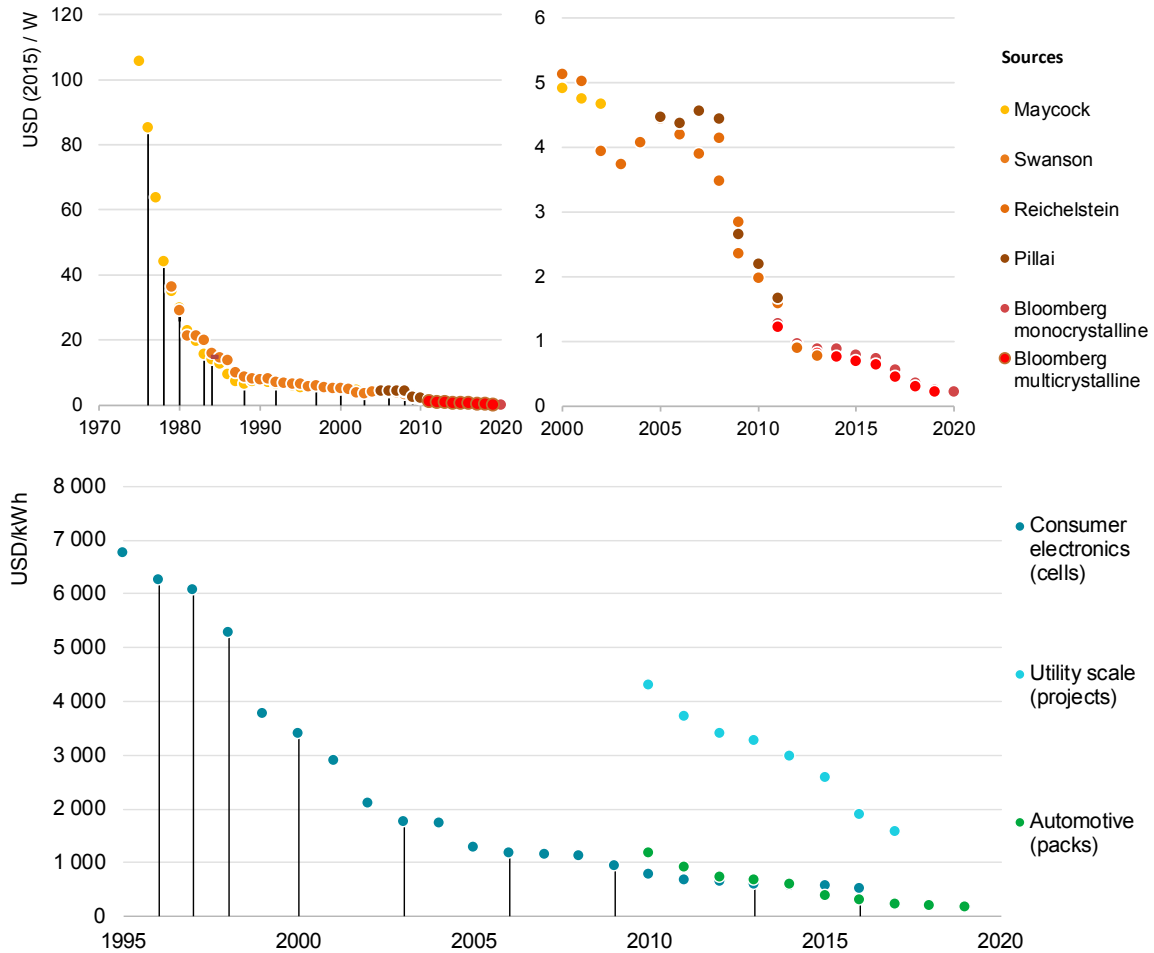 USD (2015) / W
120
100
80
60
40
20
0
1970
1980
1990
2000
2010
2020
6
5
4
3
2
1
0
2000
2005
2010
2015
2020
Sources
Maycock
Swanson
Reichelstein
Pillai
Bloomberg
monocrystalline
Bloomberg
multicrystalline
USD/kWh
8 000
7 000
6 000
5 000
4 000
3 000
2 000
1 000
0
1995
2000
2005
2010
2015
2020
Consumer
electronics
(cells)
Utility scale
(projects)
Automotive
(packs)